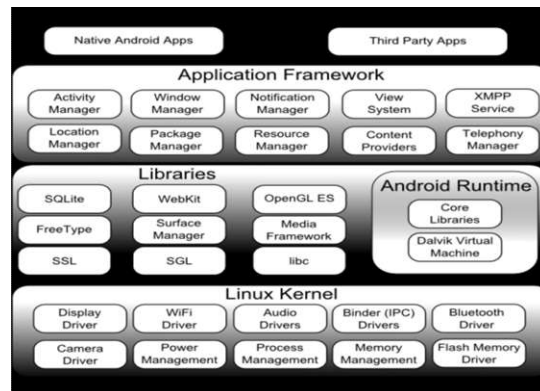 Native Android Apps
Third Party Apps
Application Framework
Activity Manager
Window Manager
Notification Manager
View System
XMPP Service
Location Manager
Package Manager
Resource Manager
Content Providers
Telephony Manager
Libraries
SQLite
WebKit
OpenGL ES
FreeType
Surface Manager
Media Framework
SSL
SGL
libc
Android Runtime
Core Libraries
Dalvik Virtual Machine
Linux Kernel
Display Driver
WiFi Driver
Audio Drivers
Binder (IPC) Drivers
Bluetooth Driver
Camera Driver
Power Management
Process Management
Memory Management
Flash Memory Driver